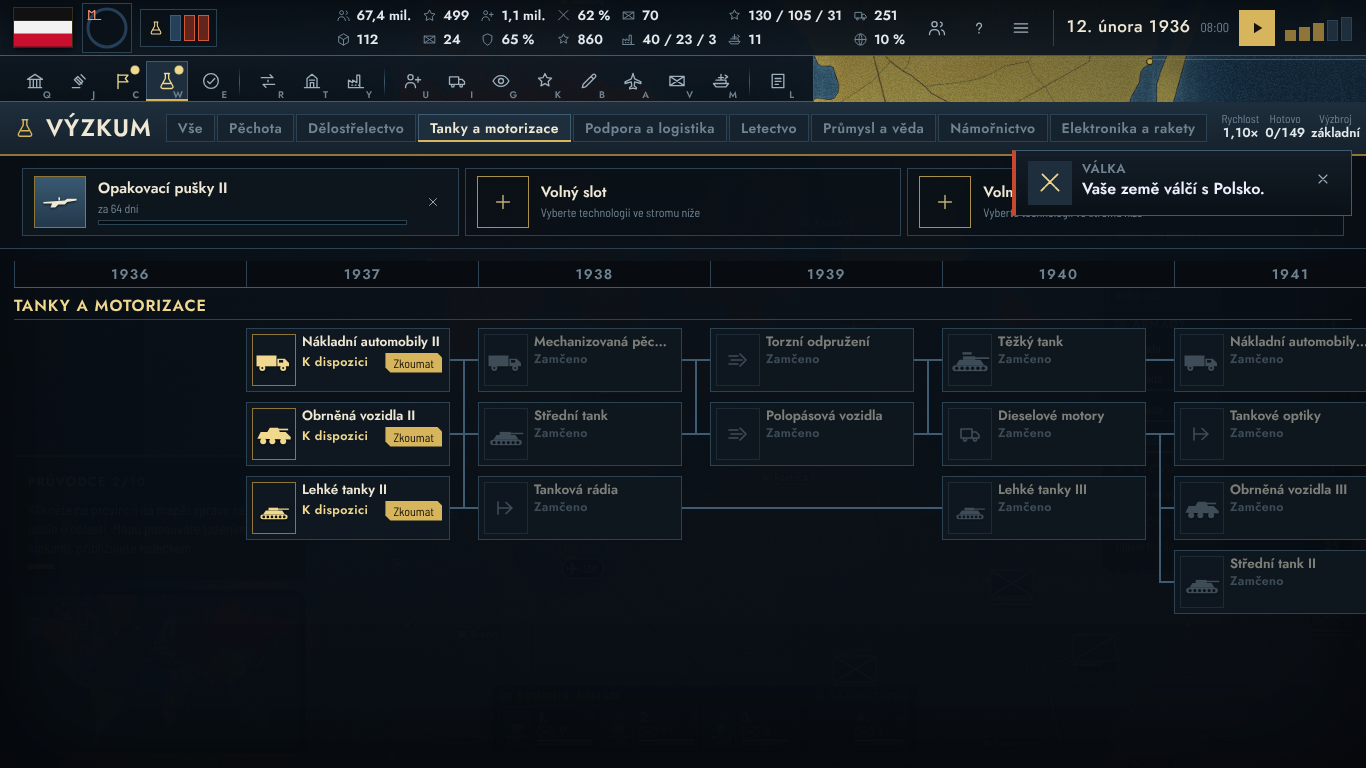 67,4 mil. 499 1,1 mil. 62 % 70 130 / 105 / 31 251
112 24 65 % 860 40 / 23 / 3 11 10 %
? 12. února 1936 08:00
Q J C W E R T Y U I G K B A V M L
VÝZKUM
Vše Pěchota Dělostřelectvo Tanky a motorizace Podpora a logistika Letectvo Průmysl a věda Námořnictvo Elektronika a rakety
Rychlost Hotovo Výzbroj
1,10× 0/149 základní
VÁLKA
Vaše země válčí s Polsko.
Opakovací pušky II
za 64 dní
Volný slot
Vyberte technologii ve stromu níže
Voln
1936 1937 1938 1939 1940 1941
TANKY A MOTORIZACE
Nákladní automobily II
K dispozici Zkoumat
Mechanizovaná pěc...
Zamčeno
Torzní odpružení
Zamčeno
Těžký tank
Zamčeno
Nákladní automobily...
Zamčeno
Obrněná vozidla II
K dispozici Zkoumat
Střední tank
Zamčeno
Polopásová vozidla
Zamčeno
Dieselové motory
Zamčeno
Tankové optiky
Zamčeno
Lehké tanky II
K dispozici Zkoumat
Tanková rádia
Zamčeno
Lehké tanky III
Zamčeno
Obrněná vozidla III
Zamčeno
Střední tank II
Zamčeno